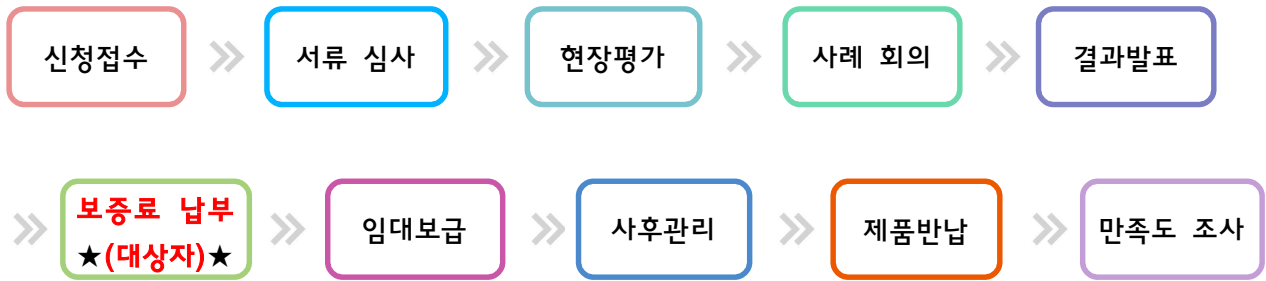 신청접수
서류 심사
현장평가
사례 회의
결과발표
보증료 납부
★(대상자)★
임대보급
사후관리
제품반납
만족도 조사